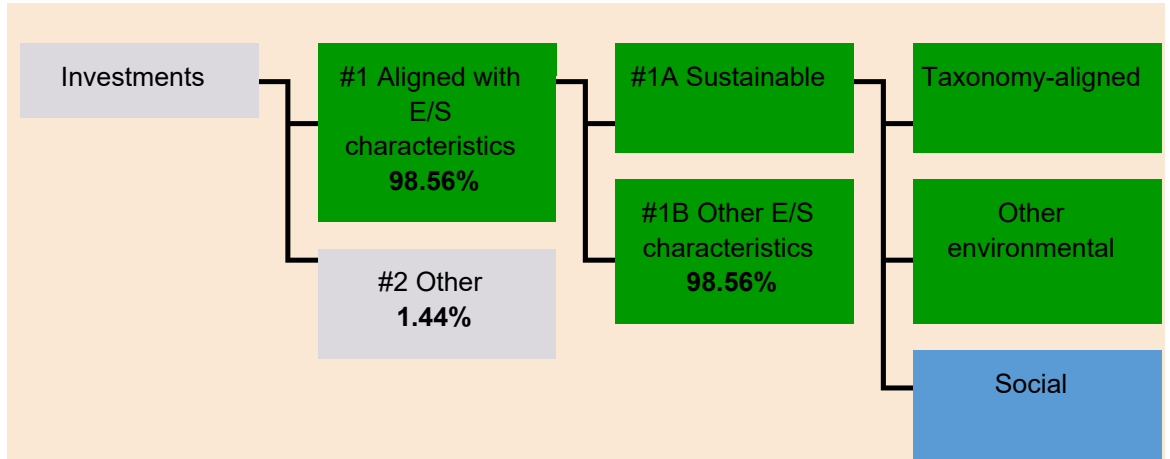 Investments
#1 Aligned with
E/S
characteristics
98.56%
#2 Other
1.44%
#1A Sustainable
#1B Other E/S
characteristics
98.56%
Taxonomy-aligned
Other
environmental
Social